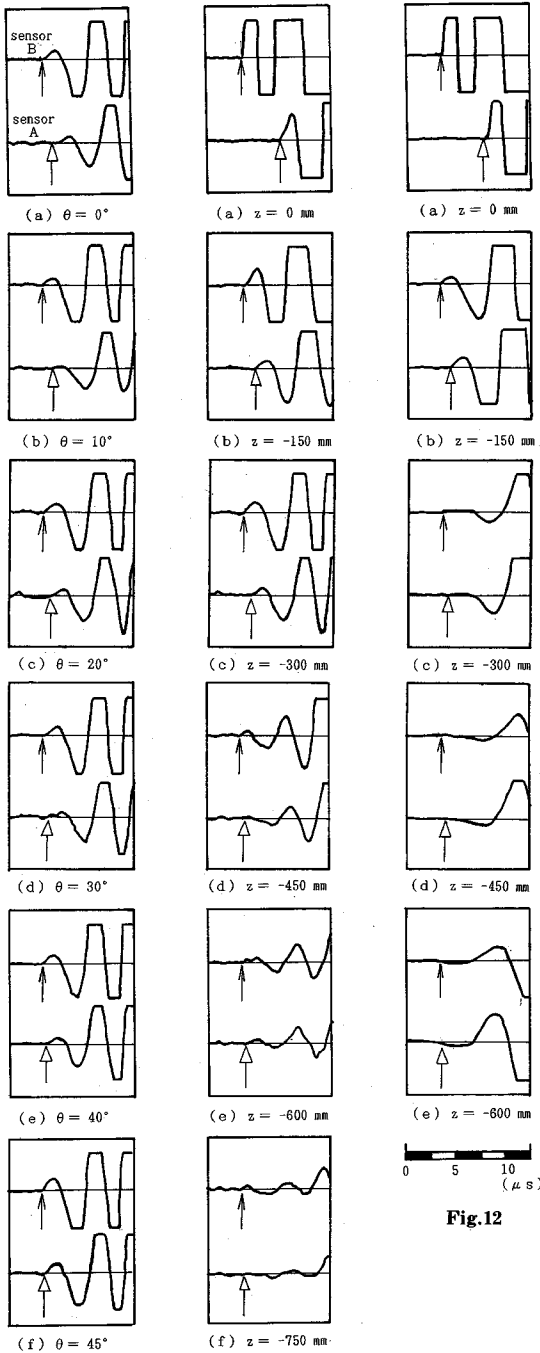 sensor
B
sensor
A
(a) θ = 0°
(a) z = 0 mm
(a) z = 0 mm
(b) θ = 10°
(b) z = -150 mm
(b) z = -150 mm
(c) θ = 20°
(c) z = -300 mm
(c) z = -300 mm
(d) θ = 30°
(d) z = -450 mm
(d) z = -450 mm
(e) θ = 40°
(e) z = -600 mm
(e) z = -600 mm
0 5 10
(μs)
Fig.12
(f) θ = 45°
(f) z = -750 mm